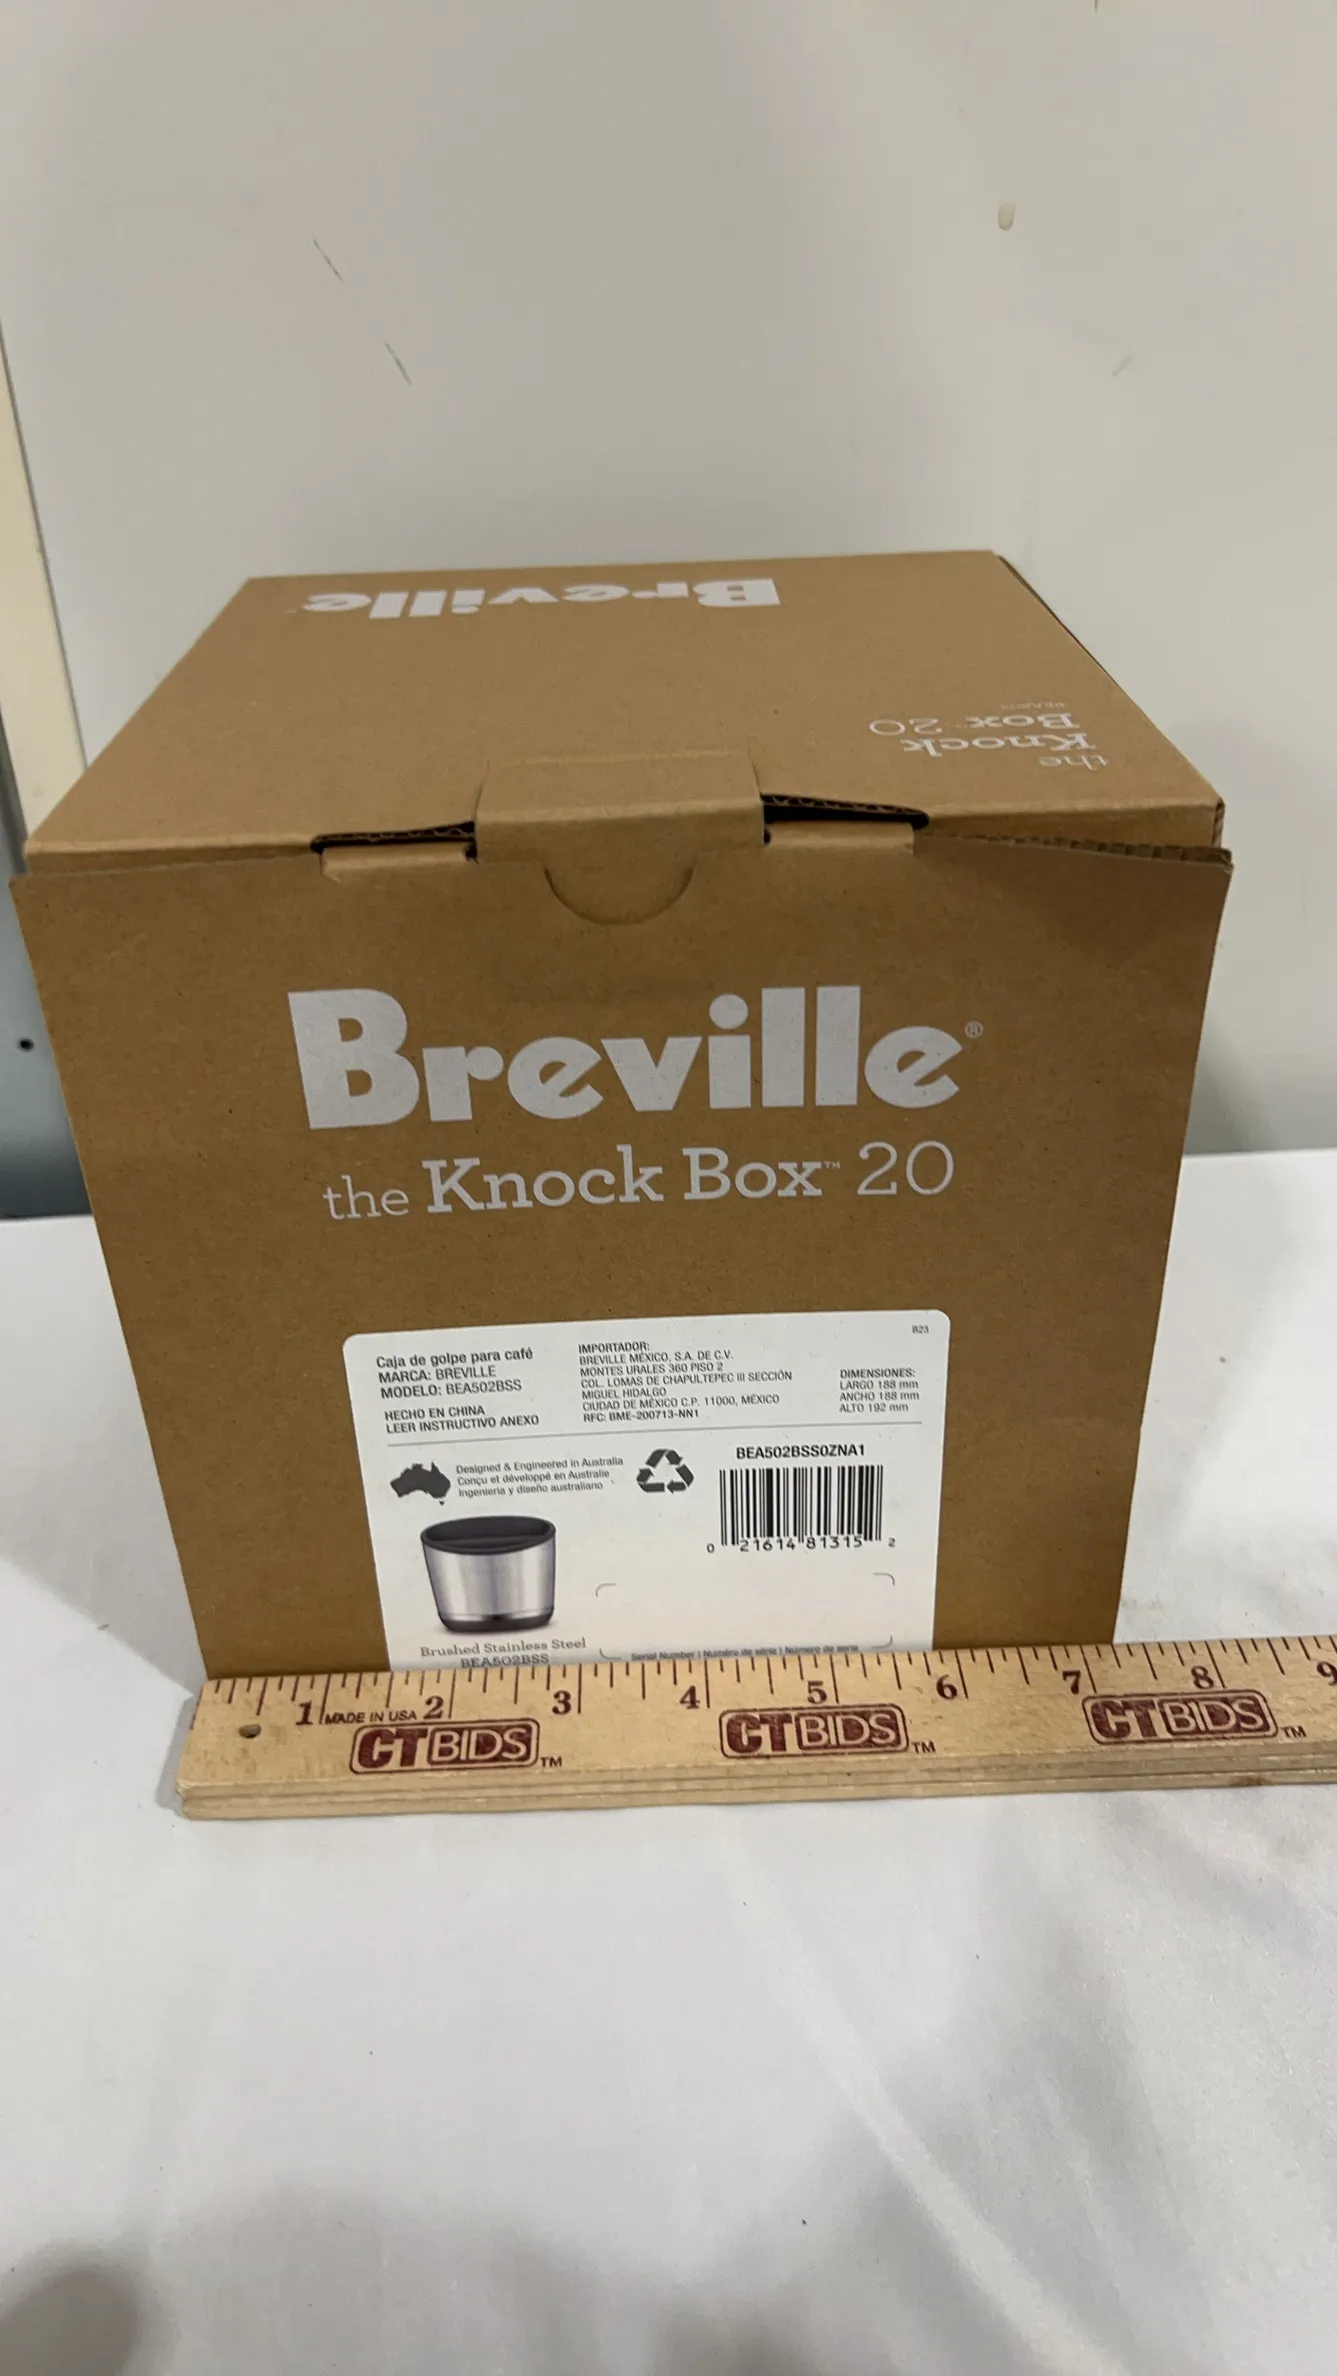 Breville
the
Knock
Box™ 20
Breville®
the Knock Box™ 20
B23
Caja de golpe para café
MARCA: BREVILLE
MODELO: BEA502BSS
HECHO EN CHINA
LEER INSTRUCTIVO ANEXO
IMPORTADOR:
BREVILLE MÉXICO, S.A. DE C.V.
MONTES URALES 360 PISO 2
COL. LOMAS DE CHAPULTEPEC III SECCIÓN
MIGUEL HIDALGO
CIUDAD DE MÉXICO C.P. 11000, MÉXICO
RFC: BME-200713-NN1
DIMENSIONES:
LARGO 188 mm
ANCHO 188 mm
ALTO 192 mm
Designed & Engineered in Australia
Conçu et développé en Australie
Ingeniería y diseño australiano
BEA502BSS0ZNA1
0 21614 81315 2
Brushed Stainless Steel
BEA502BSS
Serial Number | Numéro de série | Número de serie
1 2 3 4 5 6 7 8 9
MADE IN USA
CTBIDS™ CTBIDS™ CTBIDS™